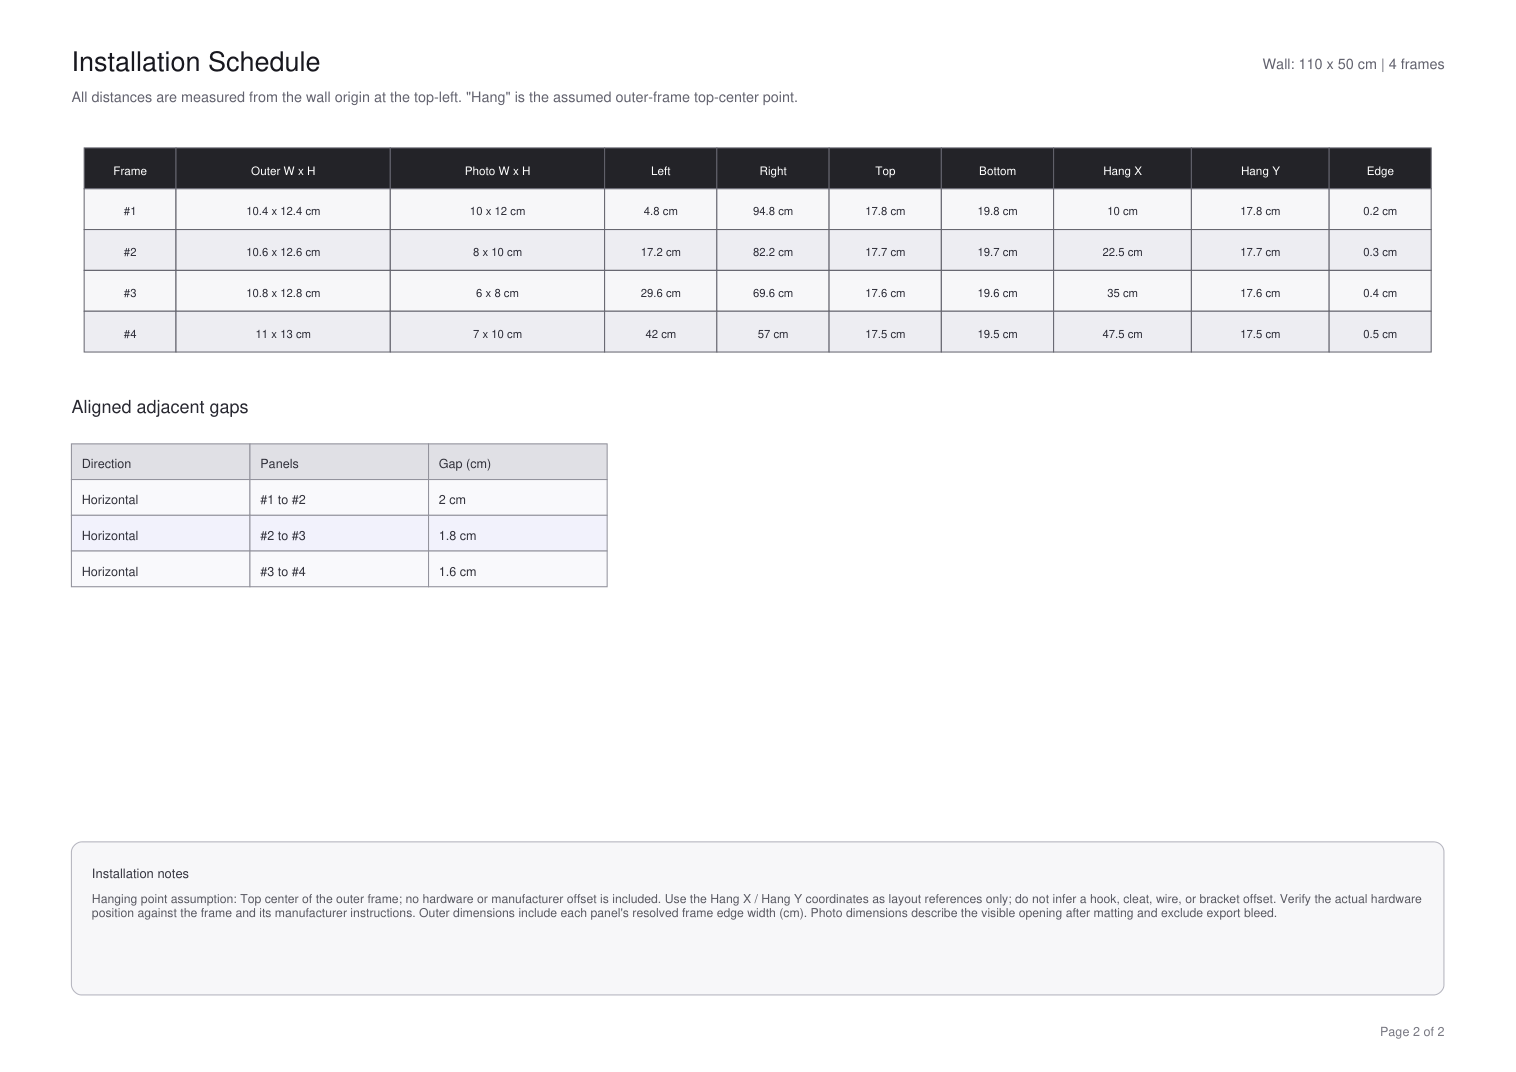 Installation Schedule
Wall: 110 x 50 cm | 4 frames
All distances are measured from the wall origin at the top-left. "Hang" is the assumed outer-frame top-center point.
Frame Outer W x H Photo W x H Left Right Top Bottom Hang X Hang Y Edge
#1 10.4 x 12.4 cm 10 x 12 cm 4.8 cm 94.8 cm 17.8 cm 19.8 cm 10 cm 17.8 cm 0.2 cm
#2 10.6 x 12.6 cm 8 x 10 cm 17.2 cm 82.2 cm 17.7 cm 19.7 cm 22.5 cm 17.7 cm 0.3 cm
#3 10.8 x 12.8 cm 6 x 8 cm 29.6 cm 69.6 cm 17.6 cm 19.6 cm 35 cm 17.6 cm 0.4 cm
#4 11 x 13 cm 7 x 10 cm 42 cm 57 cm 17.5 cm 19.5 cm 47.5 cm 17.5 cm 0.5 cm
Aligned adjacent gaps
Direction Panels Gap (cm)
Horizontal #1 to #2 2 cm
Horizontal #2 to #3 1.8 cm
Horizontal #3 to #4 1.6 cm
Installation notes
Hanging point assumption: Top center of the outer frame; no hardware or manufacturer offset is included. Use the Hang X / Hang Y coordinates as layout references only; do not infer a hook, cleat, wire, or bracket offset. Verify the actual hardware
position against the frame and its manufacturer instructions. Outer dimensions include each panel's resolved frame edge width (cm). Photo dimensions describe the visible opening after matting and exclude export bleed.
Page 2 of 2